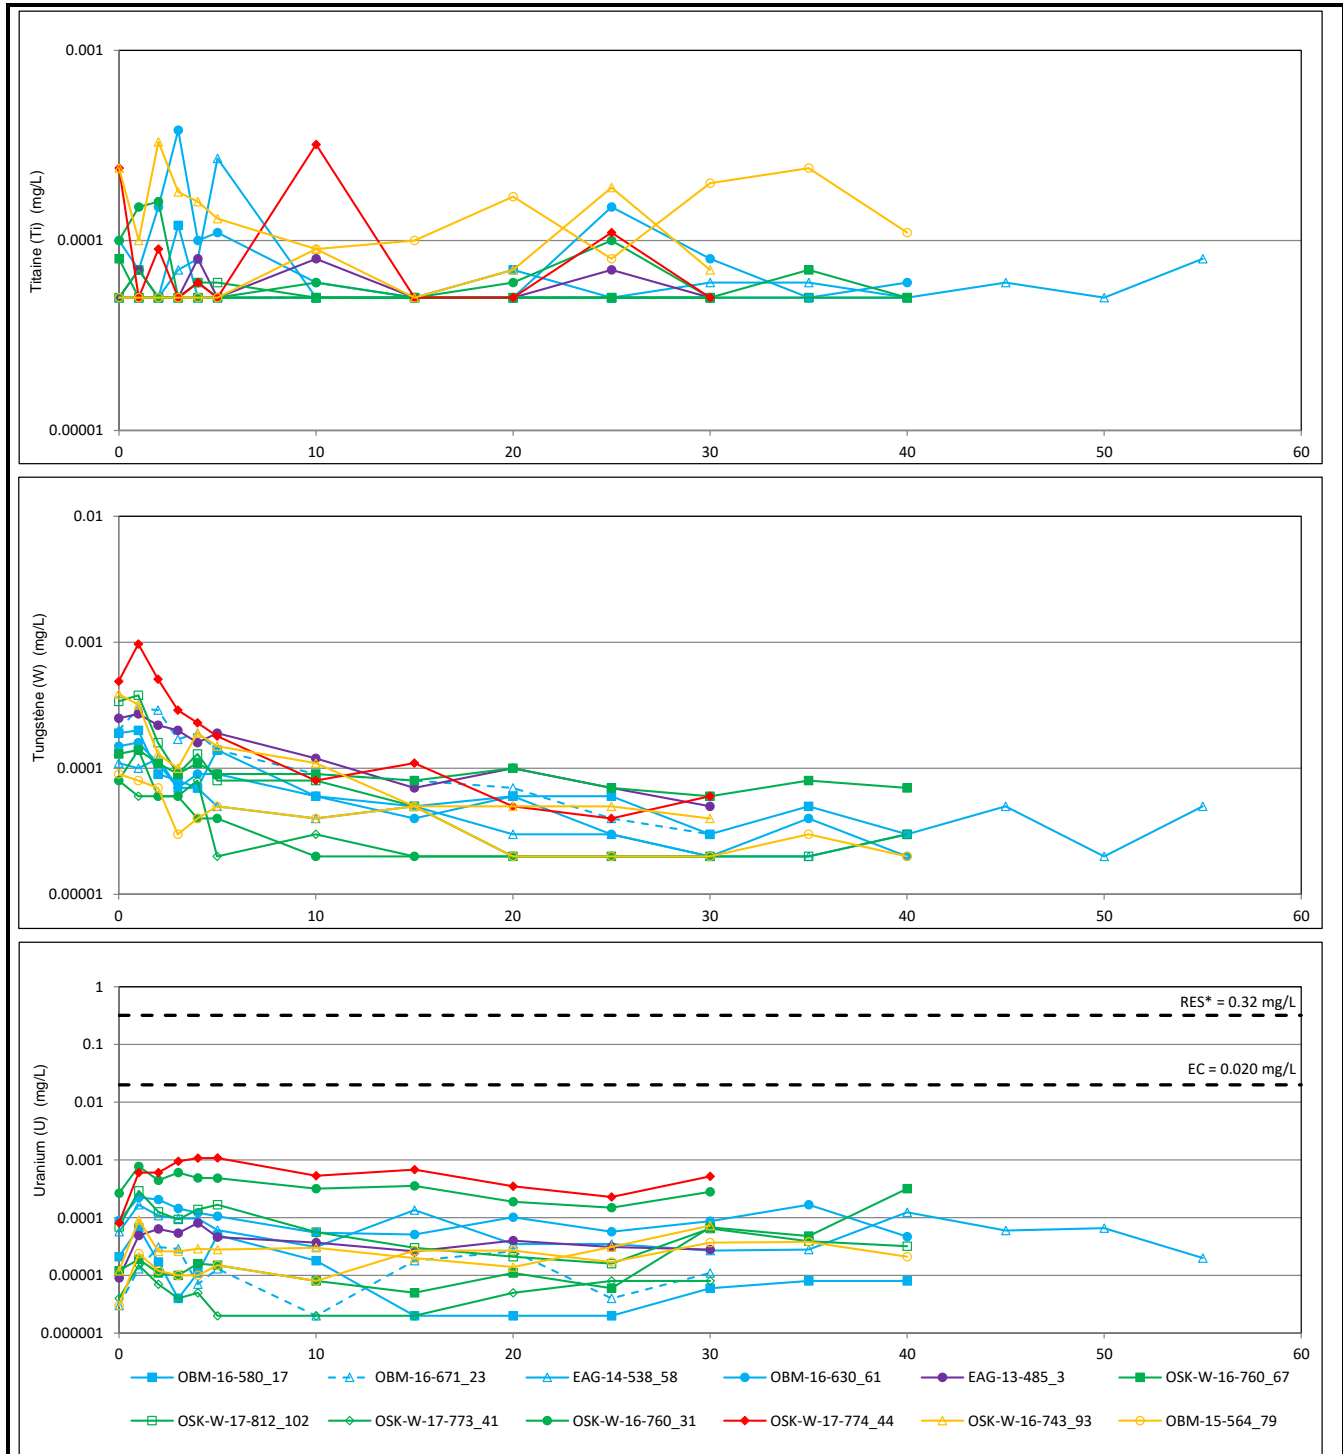 Titaine (Ti) (mg/L)
0.001
0.0001
0.00001
0 10 20 30 40 50 60
Tungstène (W) (mg/L)
0.01
0.001
0.0001
0.00001
0 10 20 30 40 50 60
Uranium (U) (mg/L)
1
RES* = 0.32 mg/L
0.1
EC = 0.020 mg/L
0.01
0.001
0.0001
0.00001
0.000001
0 10 20 30 40 50 60
OBM-16-580_17 OBM-16-671_23 EAG-14-538_58 OBM-16-630_61 EAG-13-485_3 OSK-W-16-760_67
OSK-W-17-812_102 OSK-W-17-773_41 OSK-W-16-760_31 OSK-W-17-774_44 OSK-W-16-743_93 OBM-15-564_79